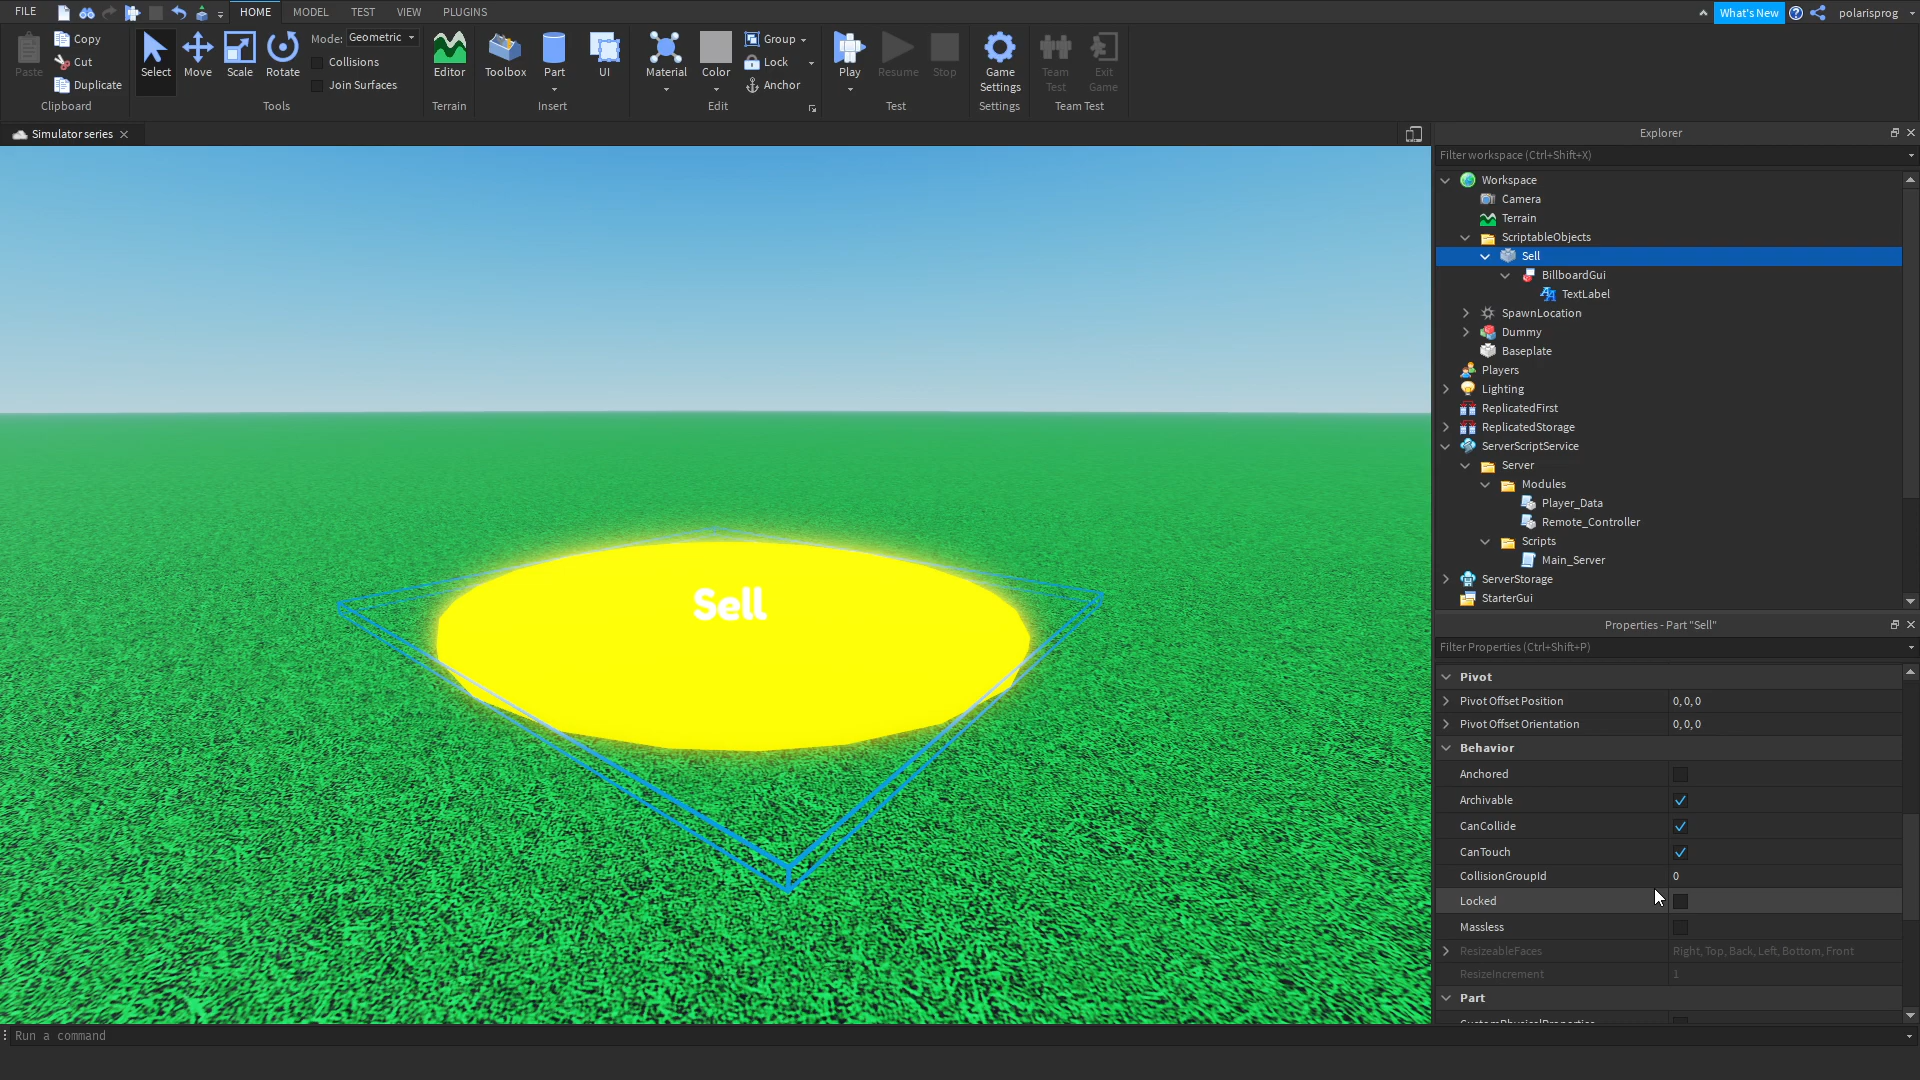 FILE HOME MODEL TEST VIEW PLUGINS What's New polarisprog
Copy Mode: Geometric Group
Cut Collisions Lock
Paste Select Move Scale Rotate Editor Toolbox Part UI Material Color Play Resume Stop Game Settings Team Test Exit Game
Duplicate Join Surfaces Anchor
Clipboard Tools Terrain Insert Edit Test Settings Team Test
Simulator series
Explorer
Filter workspace (Ctrl+Shift+X)
Workspace
Camera
Terrain
ScriptableObjects
Sell
BillboardGui
TextLabel
SpawnLocation
Dummy
Baseplate
Players
Lighting
ReplicatedFirst
ReplicatedStorage
ServerScriptService
Server
Modules
Player_Data
Remote_Controller
Scripts
Main_Server
ServerStorage
StarterGui
Sell
Properties - Part "Sell"
Filter Properties (Ctrl+Shift+P)
Pivot
Pivot Offset Position 0, 0, 0
Pivot Offset Orientation 0, 0, 0
Behavior
Anchored
Archivable
CanCollide
CanTouch
CollisionGroupId 0
Locked
Massless
ResizeableFaces Right, Top, Back, Left, Bottom, Front
ResizeIncrement 1
Part
Run a command